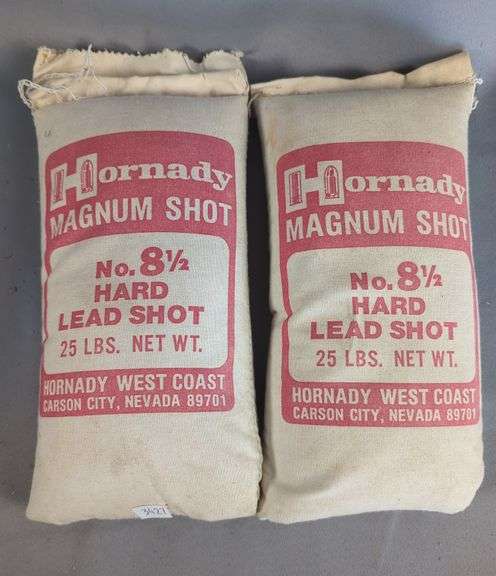 Hornady
MAGNUM SHOT
No. 8½
HARD
LEAD SHOT
25 LBS. NET WT.
HORNADY WEST COAST
CARSON CITY, NEVADA 89701
3427
Hornady
MAGNUM SHOT
No. 8½
HARD
LEAD SHOT
25 LBS. NET WT.
HORNADY WEST COAST
CARSON CITY, NEVADA 89701